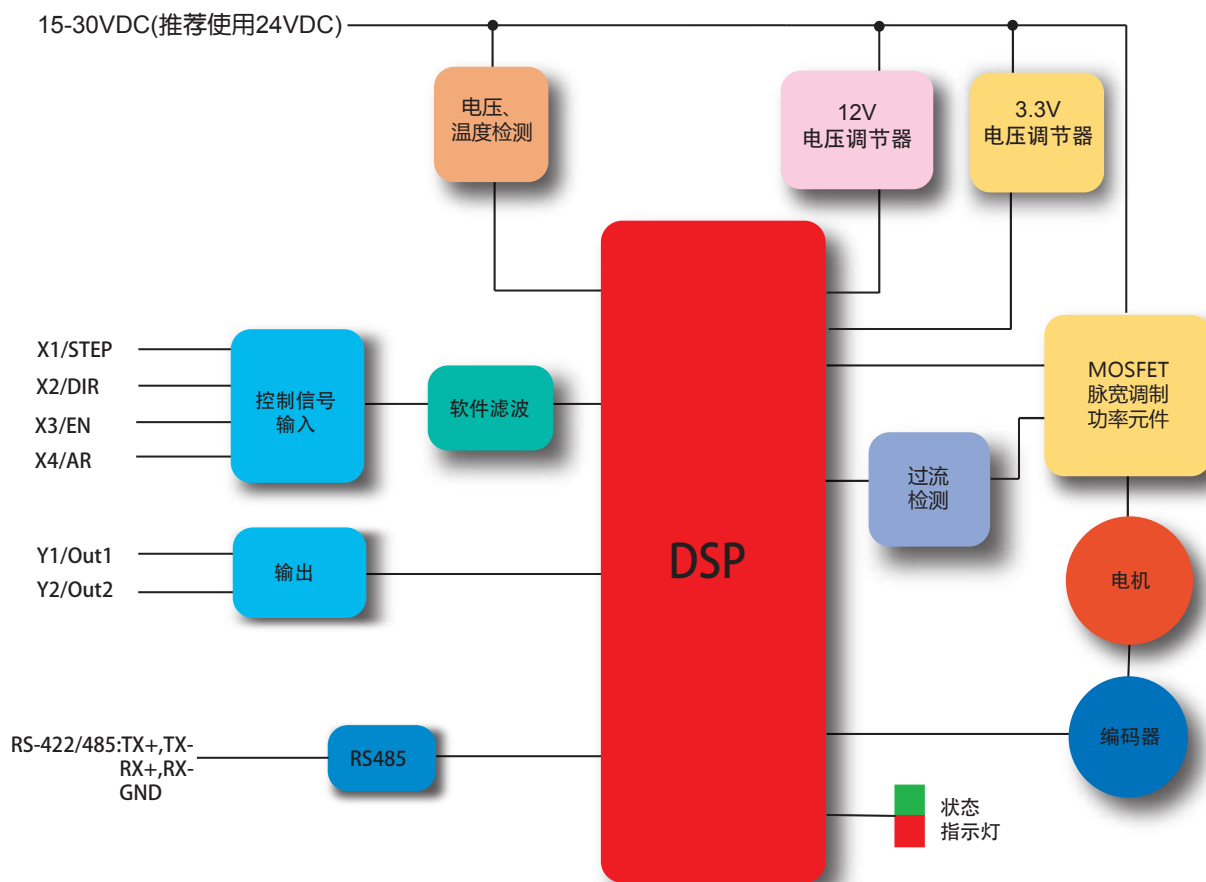 15-30VDC(推荐使用24VDC)
电压、
温度检测
12V
电压调节器
3.3V
电压调节器
X1/STEP
X2/DIR
X3/EN
X4/AR
控制信号
输入
软件滤波
MOSFET
脉宽调制
功率元件
过流
检测
DSP
Y1/Out1
Y2/Out2
输出
电机
RS-422/485:TX+,TX-
RX+,RX-
GND
RS485
编码器
状态
指示灯